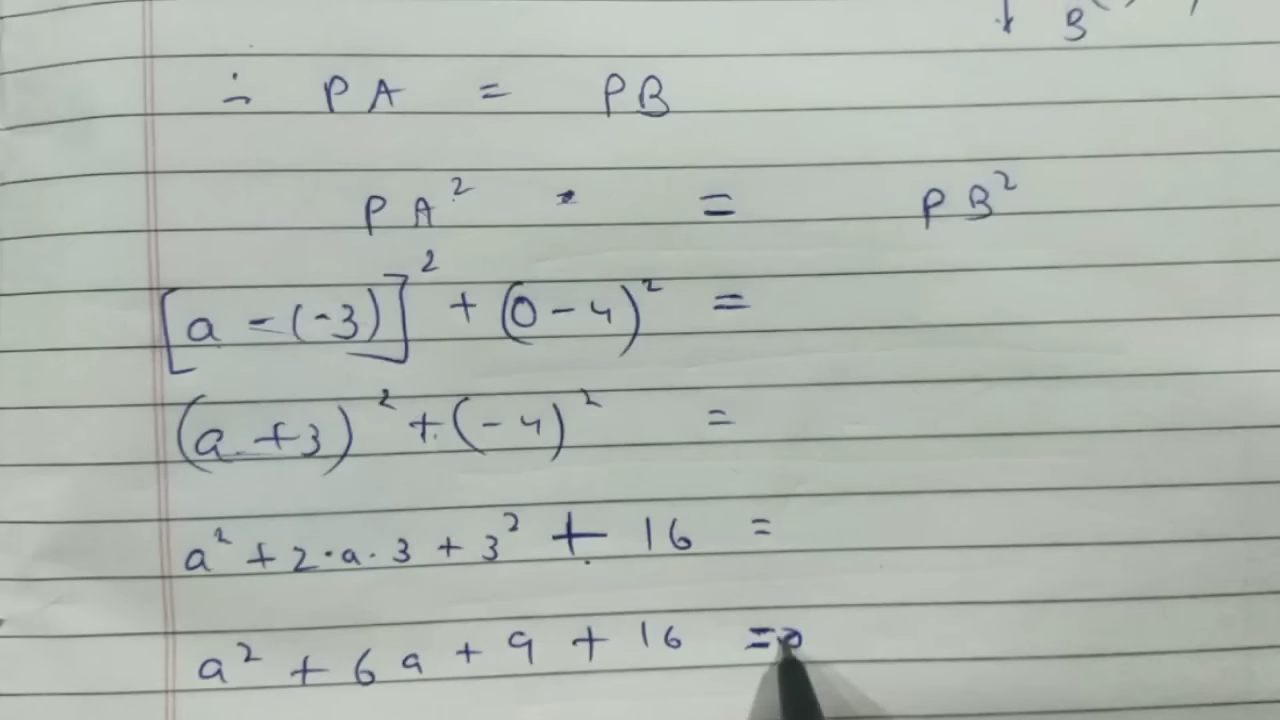 ∴ PA = PB
PA² = PB²
[a - (-3)]² + (0 - 4)² =
(a + 3)² + (-4)² =
a² + 2·a·3 + 3² + 16 =
a² + 6a + 9 + 16 =